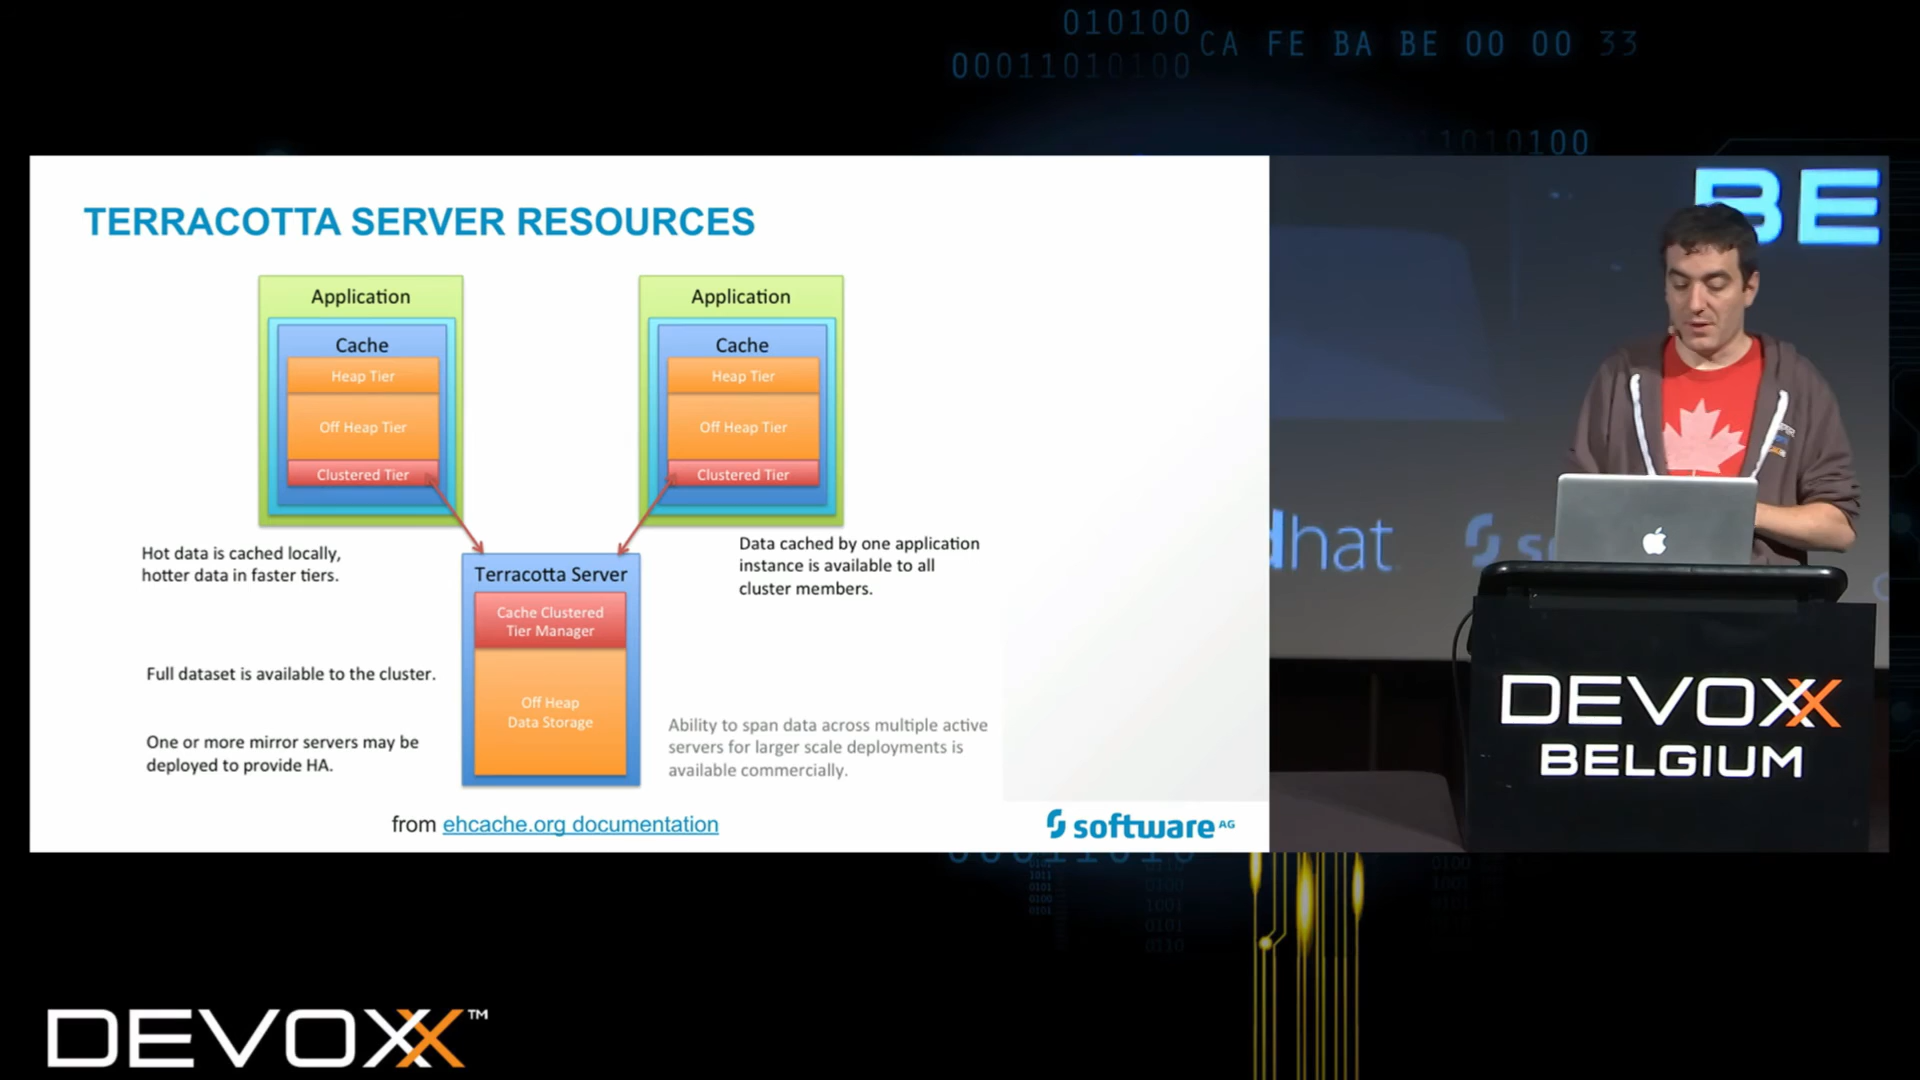 010100
00011010100
CA FE BA BE 00 00 33
1010100
TERRACOTTA SERVER RESOURCES
Application
Cache
Heap Tier
Off Heap Tier
Clustered Tier
Application
Cache
Heap Tier
Off Heap Tier
Clustered Tier
Hot data is cached locally,
hotter data in faster tiers.
Data cached by one application
instance is available to all
cluster members.
Terracotta Server
Cache Clustered
Tier Manager
Off Heap
Data Storage
Full dataset is available to the cluster.
One or more mirror servers may be
deployed to provide HA.
Ability to span data across multiple active
servers for larger scale deployments is
available commercially.
from ehcache.org documentation
software AG
BE
dhat
DEVOXX
BELGIUM
DEVOXX™